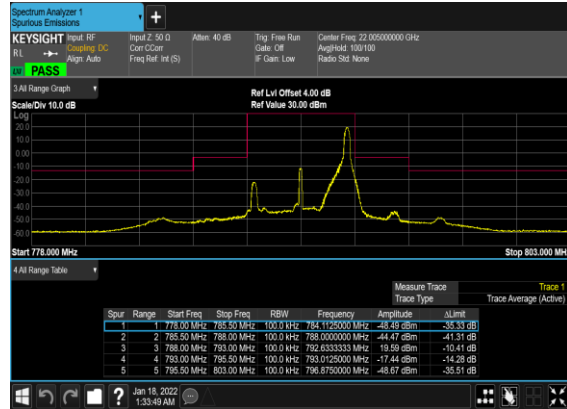 Spectrum Analyzer 1
Spurious Emissions
KEYSIGHT Input: RF Input Z: 50 Ω Atten: 40 dB Trig: Free Run Center Freq: 22.005000000 GHz
RL Coupling: DC Corr CCorr Gate: Off Avg|Hold: 100/100
Align: Auto Freq Ref: Int (S) IF Gain: Low Radio Std: None
PASS
3 All Range Graph Ref Lvl Offset 4.00 dB
Scale/Div 10.0 dB Ref Value 30.00 dBm
Log
20.0
10.0
0.00
-10.0
-20.0
-30.0
-40.0
-50.0
-60.0
Start 778.000 MHz Stop 803.000 MH
4 All Range Table
Measure Trace Trace 1
Trace Type Trace Average (Active)
Spur Range Start Freq Stop Freq RBW Frequency Amplitude ΔLimit
1 1 778.00 MHz 785.50 MHz 100.0 kHz 784.1125000 MHz -48.49 dBm -35.33 dB
2 2 785.50 MHz 788.00 MHz 100.0 kHz 788.0000000 MHz -44.47 dBm -41.31 dB
3 3 788.00 MHz 793.00 MHz 100.0 kHz 792.6333333 MHz 19.59 dBm -10.41 dB
4 4 793.00 MHz 795.50 MHz 100.0 kHz 793.0125000 MHz -17.44 dBm -14.28 dB
5 5 795.50 MHz 803.00 MHz 100.0 kHz 796.8750000 MHz -48.67 dBm -35.51 dB
Jan 18, 2022
1:33:49 AM